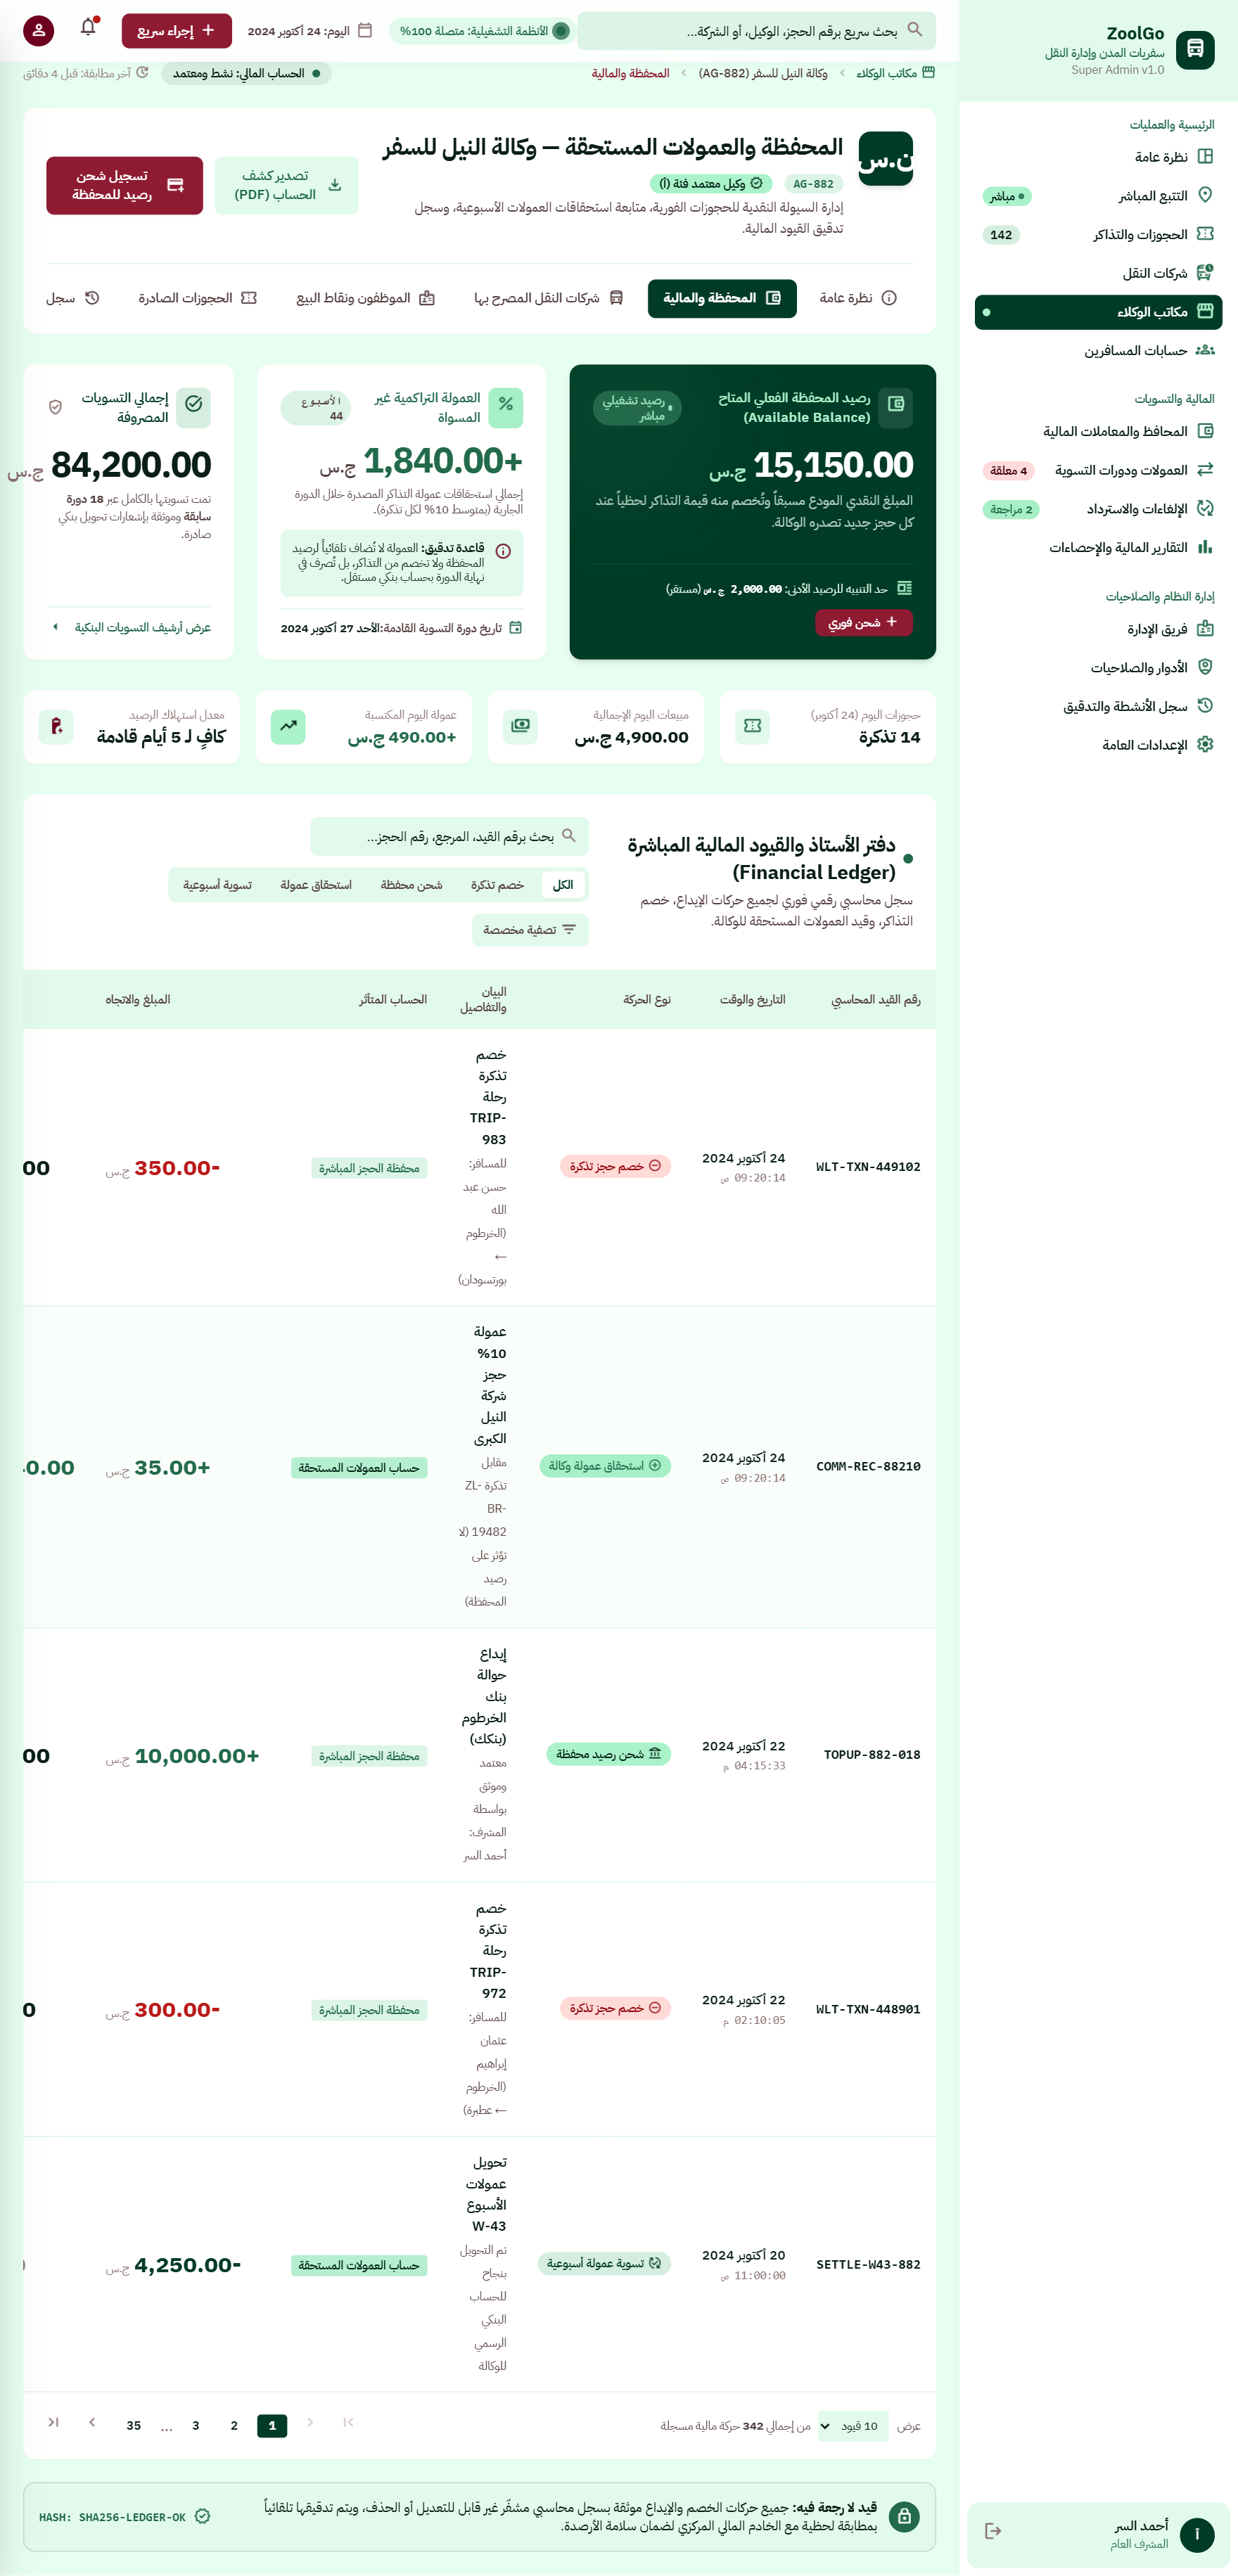 ZoolGo
سفريات المدن وإدارة النقل
Super Admin v1.0
الرئيسية والعمليات
نظرة عامة
التتبع المباشر
مباشر
الحجوزات والتذاكر
142
شركات النقل
مكاتب الوكلاء
حسابات المسافرين
المالية والتسويات
المحافظ والمعاملات المالية
العمولات ودورات التسوية
4 معلقة
الإلغاءات والاسترداد
2 مراجعة
التقارير المالية والإحصاءات
إدارة النظام والصلاحيات
فريق الإدارة
الأدوار والصلاحيات
سجل الأنشطة والتدقيق
الإعدادات العامة
أ
أحمد السر
المشرف العام
بحث سريع برقم الحجز، الوكيل، أو الشركة...
الأنظمة التشغيلية: متصلة 100%
اليوم: 24 أكتوبر 2024
إجراء سريع
مكاتب الوكلاء
وكالة النيل للسفر (AG-882)
المحفظة والمالية
الحساب المالي: نشط ومعتمد
آخر مطابقة: قبل 4 دقائق
ن.س
المحفظة والعمولات المستحقة — وكالة النيل للسفر
AG-882
وكيل معتمد فئة (أ)
إدارة السيولة النقدية للحجوزات الفورية، متابعة استحقاقات العمولات الأسبوعية، وسجل
تدقيق القيود المالية.
تصدير كشف
الحساب (PDF)
تسجيل شحن
رصيد للمحفظة
نظرة عامة
المحفظة والمالية
شركات النقل المصرح بها
الموظفون ونقاط البيع
الحجوزات الصادرة
سجل
رصيد المحفظة الفعلي المتاح
(Available Balance)
رصيد تشغيلي
مباشر
15,150.00 ج.س
المبلغ النقدي المودع مسبقاً وتُخصم منه قيمة التذاكر لحظياً عند
كل حجز جديد تصدره الوكالة.
حد التنبيه للرصيد الأدنى: 2,000.00 ج.س (مستقر)
شحن فوري
العمولة التراكمية غير
المسواة
الأسبوع
44
+1,840.00 ج.س
إجمالي استحقاقات عمولة التذاكر المصدرة خلال الدورة
الجارية (بمتوسط 10% لكل تذكرة).
قاعدة تدقيق: العمولة لا تُضاف تلقائياً لرصيد
المحفظة ولا تخصم من التذاكر، بل تُصرف في
نهاية الدورة بحساب بنكي مستقل.
تاريخ دورة التسوية القادمة: الأحد 27 أكتوبر 2024
إجمالي التسويات
المصروفة
84,200.00 ج.س
تمت تسويتها بالكامل عبر 18 دورة
سابقة وموثقة بإشعارات تحويل بنكي
صادرة.
عرض أرشيف التسويات البنكية
حجوزات اليوم (24 أكتوبر)
14 تذكرة
مبيعات اليوم الإجمالية
4,900.00 ج.س
عمولة اليوم المكتسبة
+490.00 ج.س
معدل استهلاك الرصيد
كافٍ لـ 5 أيام قادمة
دفتر الأستاذ والقيود المالية المباشرة
(Financial Ledger)
سجل محاسبي رقمي فوري لجميع حركات الإيداع، خصم
التذاكر، وقيد العمولات المستحقة للوكالة.
بحث برقم القيد، المرجع، رقم الحجز...
الكل
خصم تذكرة
شحن محفظة
استحقاق عمولة
تسوية أسبوعية
تصفية مخصصة
رقم القيد المحاسبي
التاريخ والوقت
نوع الحركة
البيان
والتفاصيل
الحساب المتأثر
المبلغ والاتجاه
WLT-TXN-449102
24 أكتوبر 2024
09:20:14 ص
خصم حجز تذكرة
خصم
تذكرة
رحلة
TRIP-
983
للمسافر:
حسن عبد
الله
(الخرطوم
←
بورتسودان)
محفظة الحجز المباشرة
-350.00 ج.س
00
COMM-REC-88210
24 أكتوبر 2024
09:20:14 ص
استحقاق عمولة وكالة
عمولة
10%
حجز
شركة
النيل
الكبرى
مقابل
تذكرة ZL-
BR-
19482 (لا
تؤثر على
رصيد
المحفظة)
حساب العمولات المستحقة
+35.00 ج.س
0.00
TOPUP-882-018
22 أكتوبر 2024
04:15:33 م
شحن رصيد محفظة
إيداع
حوالة
بنك
الخرطوم
(بنكك)
معتمد
وموثق
بواسطة
المشرف:
أحمد السر
محفظة الحجز المباشرة
+10,000.00 ج.س
00
WLT-TXN-448901
22 أكتوبر 2024
02:10:05 م
خصم حجز تذكرة
خصم
تذكرة
رحلة
TRIP-
972
للمسافر:
عثمان
إبراهيم
(الخرطوم
← عطبرة)
محفظة الحجز المباشرة
-300.00 ج.س
0
SETTLE-W43-882
20 أكتوبر 2024
11:00:00 ص
تسوية عمولة أسبوعية
تحويل
عمولات
الأسبوع
W-43
تم التحويل
بنجاح
للحساب
البنكي
الرسمي
للوكالة
حساب العمولات المستحقة
-4,250.00 ج.س
عرض
10 قيود
من إجمالي 342 حركة مالية مسجلة
1
2
3
...
35
قيد لا رجعة فيه: جميع حركات الخصم والإيداع موثقة بسجل محاسبي مشفّر غير قابل للتعديل أو الحذف، ويتم تدقيقها تلقائياً
بمطابقة لحظية مع الخادم المالي المركزي لضمان سلامة الأرصدة.
HASH: SHA256-LEDGER-OK